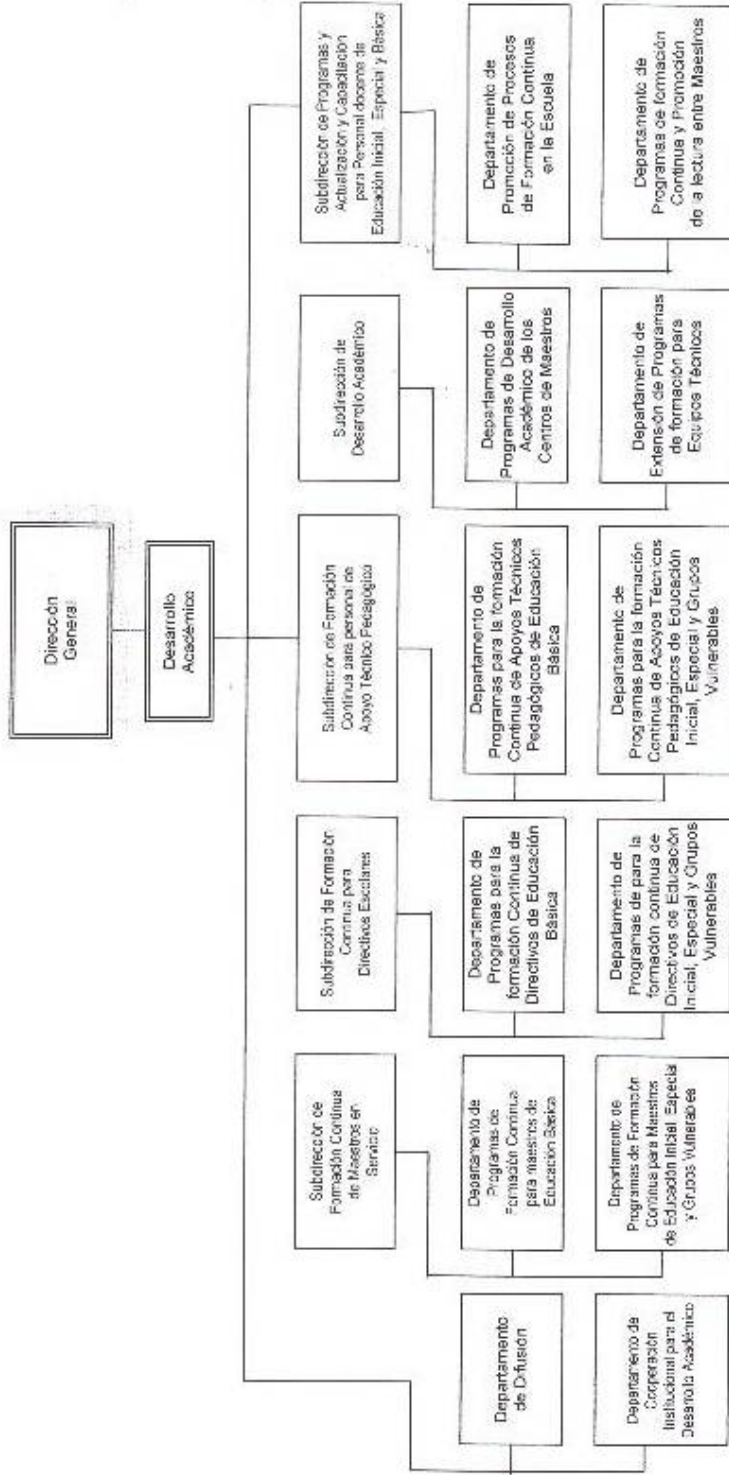 Dirección
General
Desarrollo
Académico
Subdirección de
Formación Continua
de Maestros en
Servicio
Subdirección de Formación
Continua para
Directivos Escolares
Subdirección de Formación
Continua para personal de
Apoyo Técnico Pedagógico
Subdirección de
Desarrollo Académico
Subdirección de Programas y
Actualización y Capacitación
para Personal docente de
Educación Inicial, Especial y Básica
Departamento
de Difusión
Departamento de
Programas de
Formación Continua
para maestros de
Educación Básica
Departamento de
Programas para la
formación Continua de
Directivos de Educación
Básica
Departamento de
Programas para la formación
Continua de Apoyos Técnicos
Pedagógicos de Educación
Básica
Departamento de
Programas de Desarrollo
Académico de los
Centros de Maestros
Departamento de
Promoción de Procesos
de Formación Continua
en la Escuela
Departamento de
Cooperación
Institucional para el
Desarrollo Académico
Departamento de
Programas de Formación
Continua para Maestros
de Educación Inicial, Especial
y Grupos Vulnerables
Departamento de
Programas de para la
formación continua de
Directivos de Educación
Inicial, Especial y Grupos
Vulnerables
Departamento de
Programas para la formación
Continua de Apoyos Técnicos
Pedagógicos de Educación
Inicial, Especial y Grupos
Vulnerables
Departamento de
Extensión de Programas
de formación para
Equipos Técnicos
Departamento de
Programas de formación
Continua y Promoción
de la lectura entre Maestros